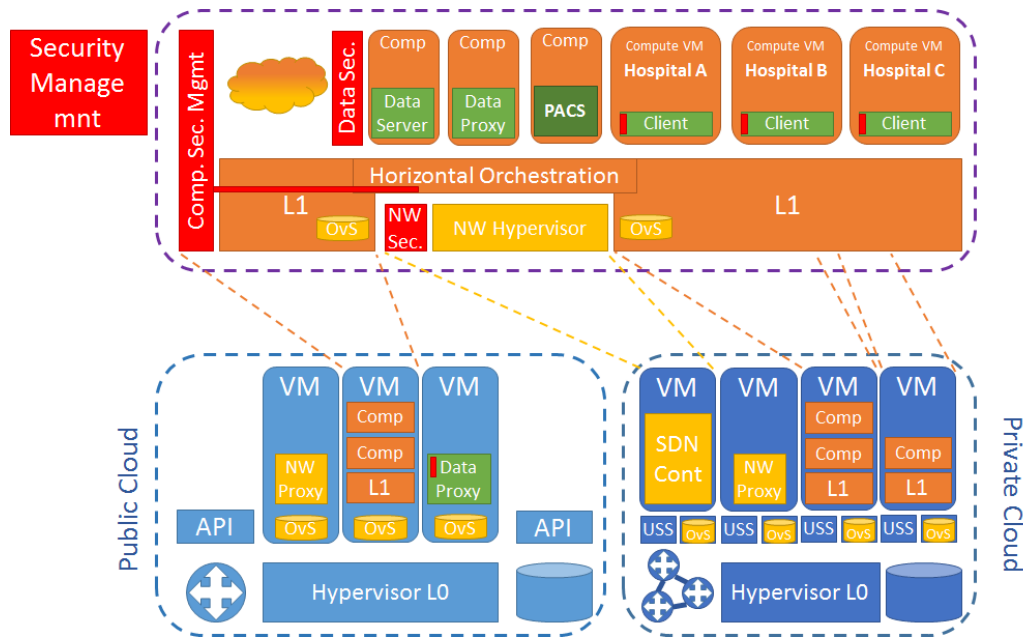 Security
Manage
mnt
Comp. Sec. Mgmt
Data Sec.
Comp
Data
Server
Comp
Data
Proxy
Comp
PACS
Compute VM
Hospital A
Client
Compute VM
Hospital B
Client
Compute VM
Hospital C
Client
Horizontal Orchestration
L1
OvS
NW
Sec.
NW Hypervisor
OvS
L1
Public Cloud
API
VM
NW
Proxy
OvS
VM
Comp
Comp
L1
OvS
VM
Data
Proxy
OvS
API
Hypervisor L0
VM
SDN
Cont
USS
OvS
VM
NW
Proxy
USS
OvS
VM
Comp
Comp
L1
USS
OvS
VM
Comp
L1
USS
OvS
Hypervisor L0
Private Cloud